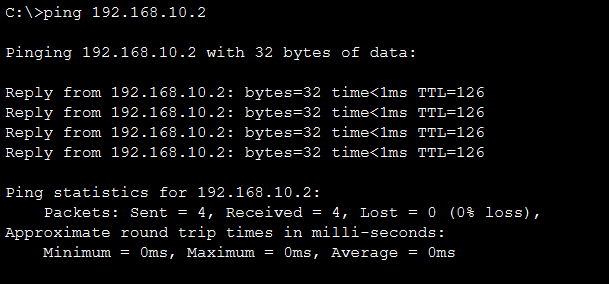 C:\>ping 192.168.10.2
Pinging 192.168.10.2 with 32 bytes of data:
Reply from 192.168.10.2: bytes=32 time<1ms TTL=126
Reply from 192.168.10.2: bytes=32 time<1ms TTL=126
Reply from 192.168.10.2: bytes=32 time<1ms TTL=126
Reply from 192.168.10.2: bytes=32 time<1ms TTL=126
Ping statistics for 192.168.10.2:
Packets: Sent = 4, Received = 4, Lost = 0 (0% loss),
Approximate round trip times in milli-seconds:
Minimum = 0ms, Maximum = 0ms, Average = 0ms